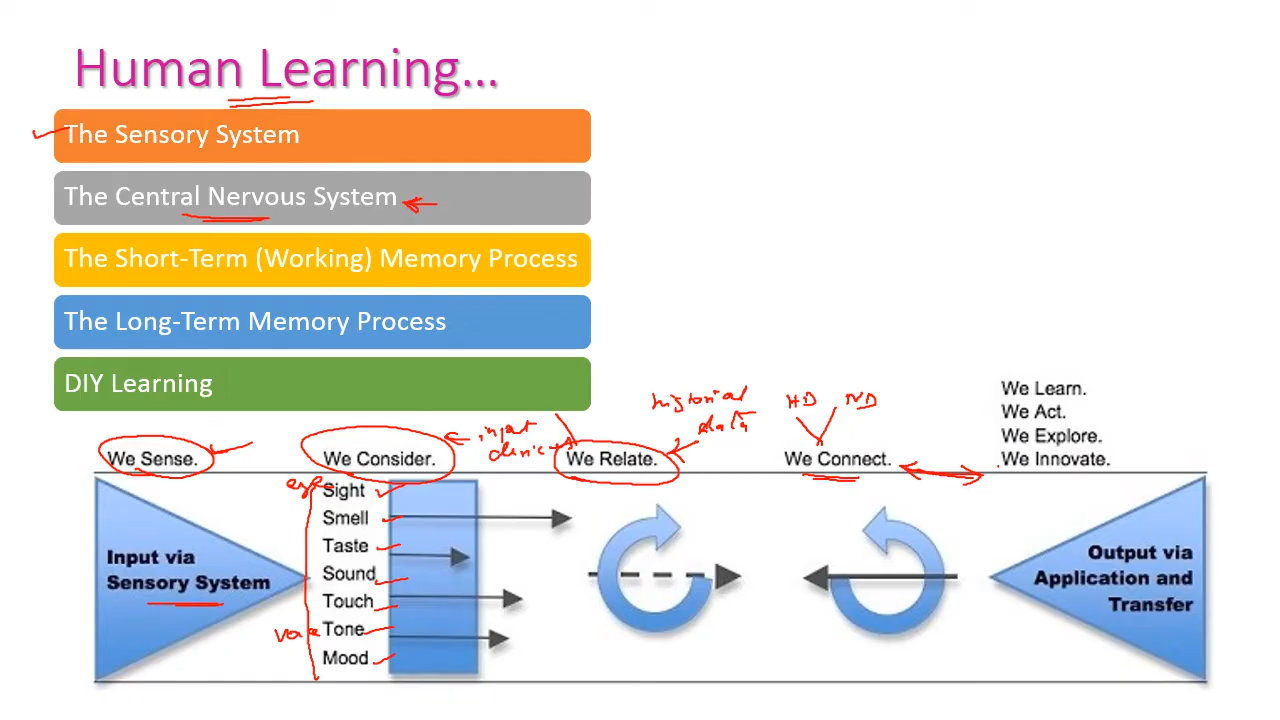 Human Learning...
The Sensory System
The Central Nervous System
The Short-Term (Working) Memory Process
The Long-Term Memory Process
DIY Learning
historical
data
HD ND
input
We Learn.
We Act.
We Explore.
We Innovate.
We Sense.
We Consider.
We Relate.
We Connect.
eye
Sight
Smell
Taste
Sound
Touch
Tone
Mood
Input via
Sensory System
Output via
Application and
Transfer